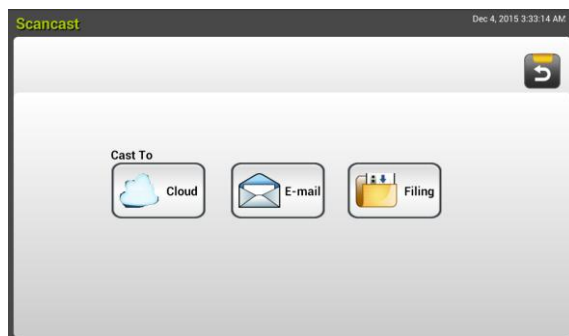 Scancast
Dec 4, 2015 3:33:14 AM
Cast To
Cloud
E-mail
Filing